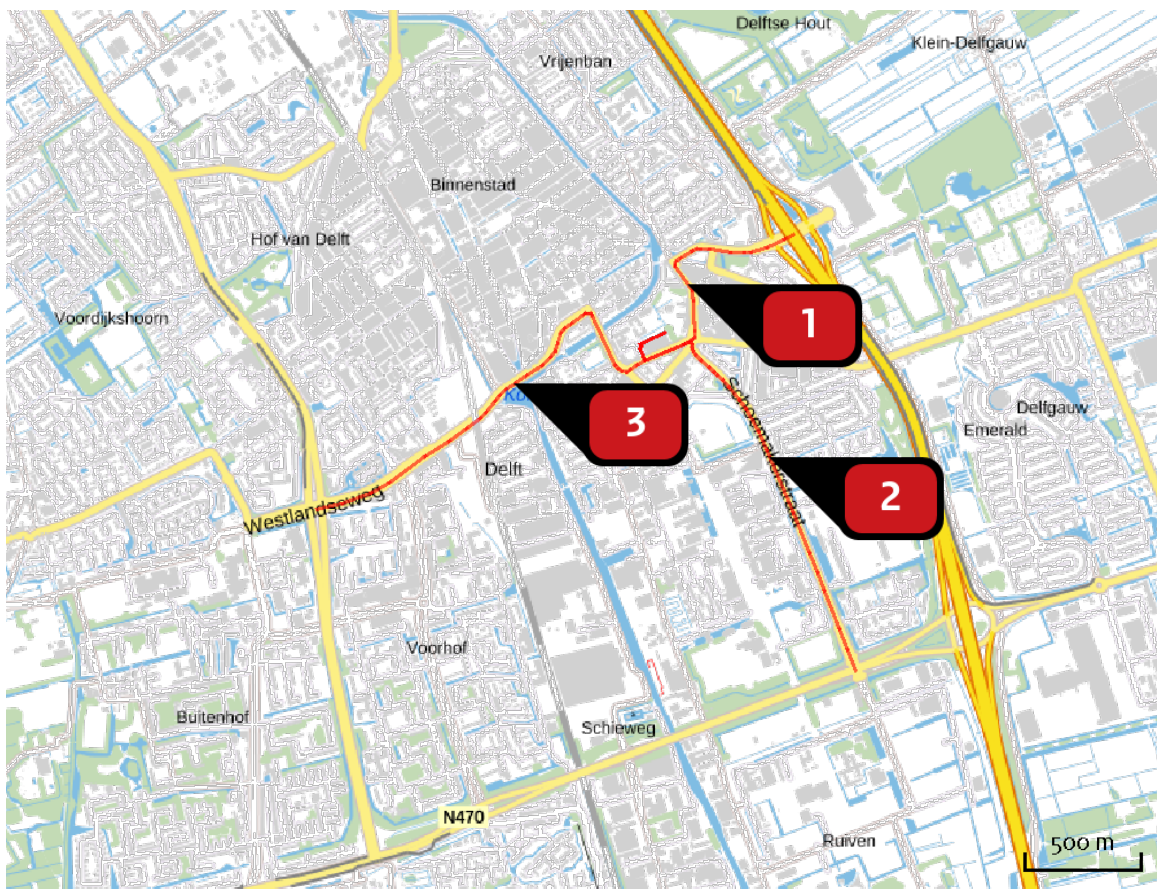 Delftse Hout
Klein-Delfgauw
Vrijenban
Binnenstad
Hof van Delft
Voordijkshoorn
1
3
Delfgauw
Emerald
Schoemakerstraat
Delft
2
Westlandseweg
Voorhof
Buitenhof
Schieweg
N470
Ruiven
500 m